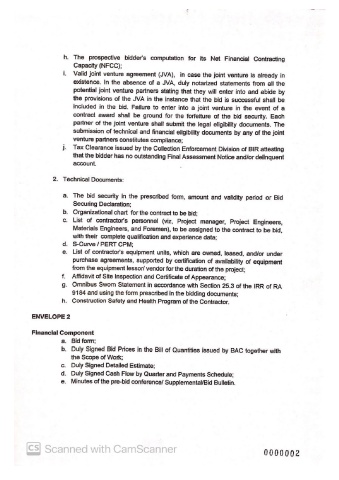 h. The prospective bidder's computation for its Net Financial Contracting
Capacity (NFCC);
i. Valid joint venture agreement (JVA), in case the joint venture is already in
existence. In the absence of a JVA, duly notarized statements from all the
potential joint venture partners stating that they will enter into and abide by
the provisions of the JVA in the instance that the bid is successful shall be
included in the bid. Failure to enter into a joint venture in the event of a
contract award shall be ground for the forfeiture of the bid security. Each
partner of the joint venture shall submit the legal eligibility documents. The
submission of technical and financial eligibility documents by any of the joint
venture partners constitutes compliance;
j. Tax Clearance issued by the Collection Enforcement Division of BIR attesting
that the bidder has no outstanding Final Assessment Notice and/or delinquent
account.
2. Technical Documents:
a. The bid security in the prescribed form, amount and validity period or Bid
Securing Declaration;
b. Organizational chart for the contract to be bid;
c. List of contractor's personnel (viz, Project manager, Project Engineers,
Materials Engineers, and Foremen), to be assigned to the contract to be bid,
with their complete qualification and experience data;
d. S-Curve / PERT CPM;
e. List of contractor's equipment units, which are owned, leased, and/or under
purchase agreements, supported by certification of availability of equipment
from the equipment lessor/ vendor for the duration of the project;
f. Affidavit of Site Inspection and Certificate of Appearance;
g. Omnibus Sworn Statement in accordance with Section 25.3 of the IRR of RA
9184 and using the form prescribed in the bidding documents;
h. Construction Safety and Health Program of the Contractor.
ENVELOPE 2
Financial Component
a. Bid form;
b. Duly Signed Bid Prices in the Bill of Quantities issued by BAC together with
the Scope of Work;
c. Duly Signed Detailed Estimate;
d. Duly Signed Cash Flow by Quarter and Payments Schedule;
e. Minutes of the pre-bid conference/ Supplemental/Bid Bulletin.
CS Scanned with CamScanner
0000002